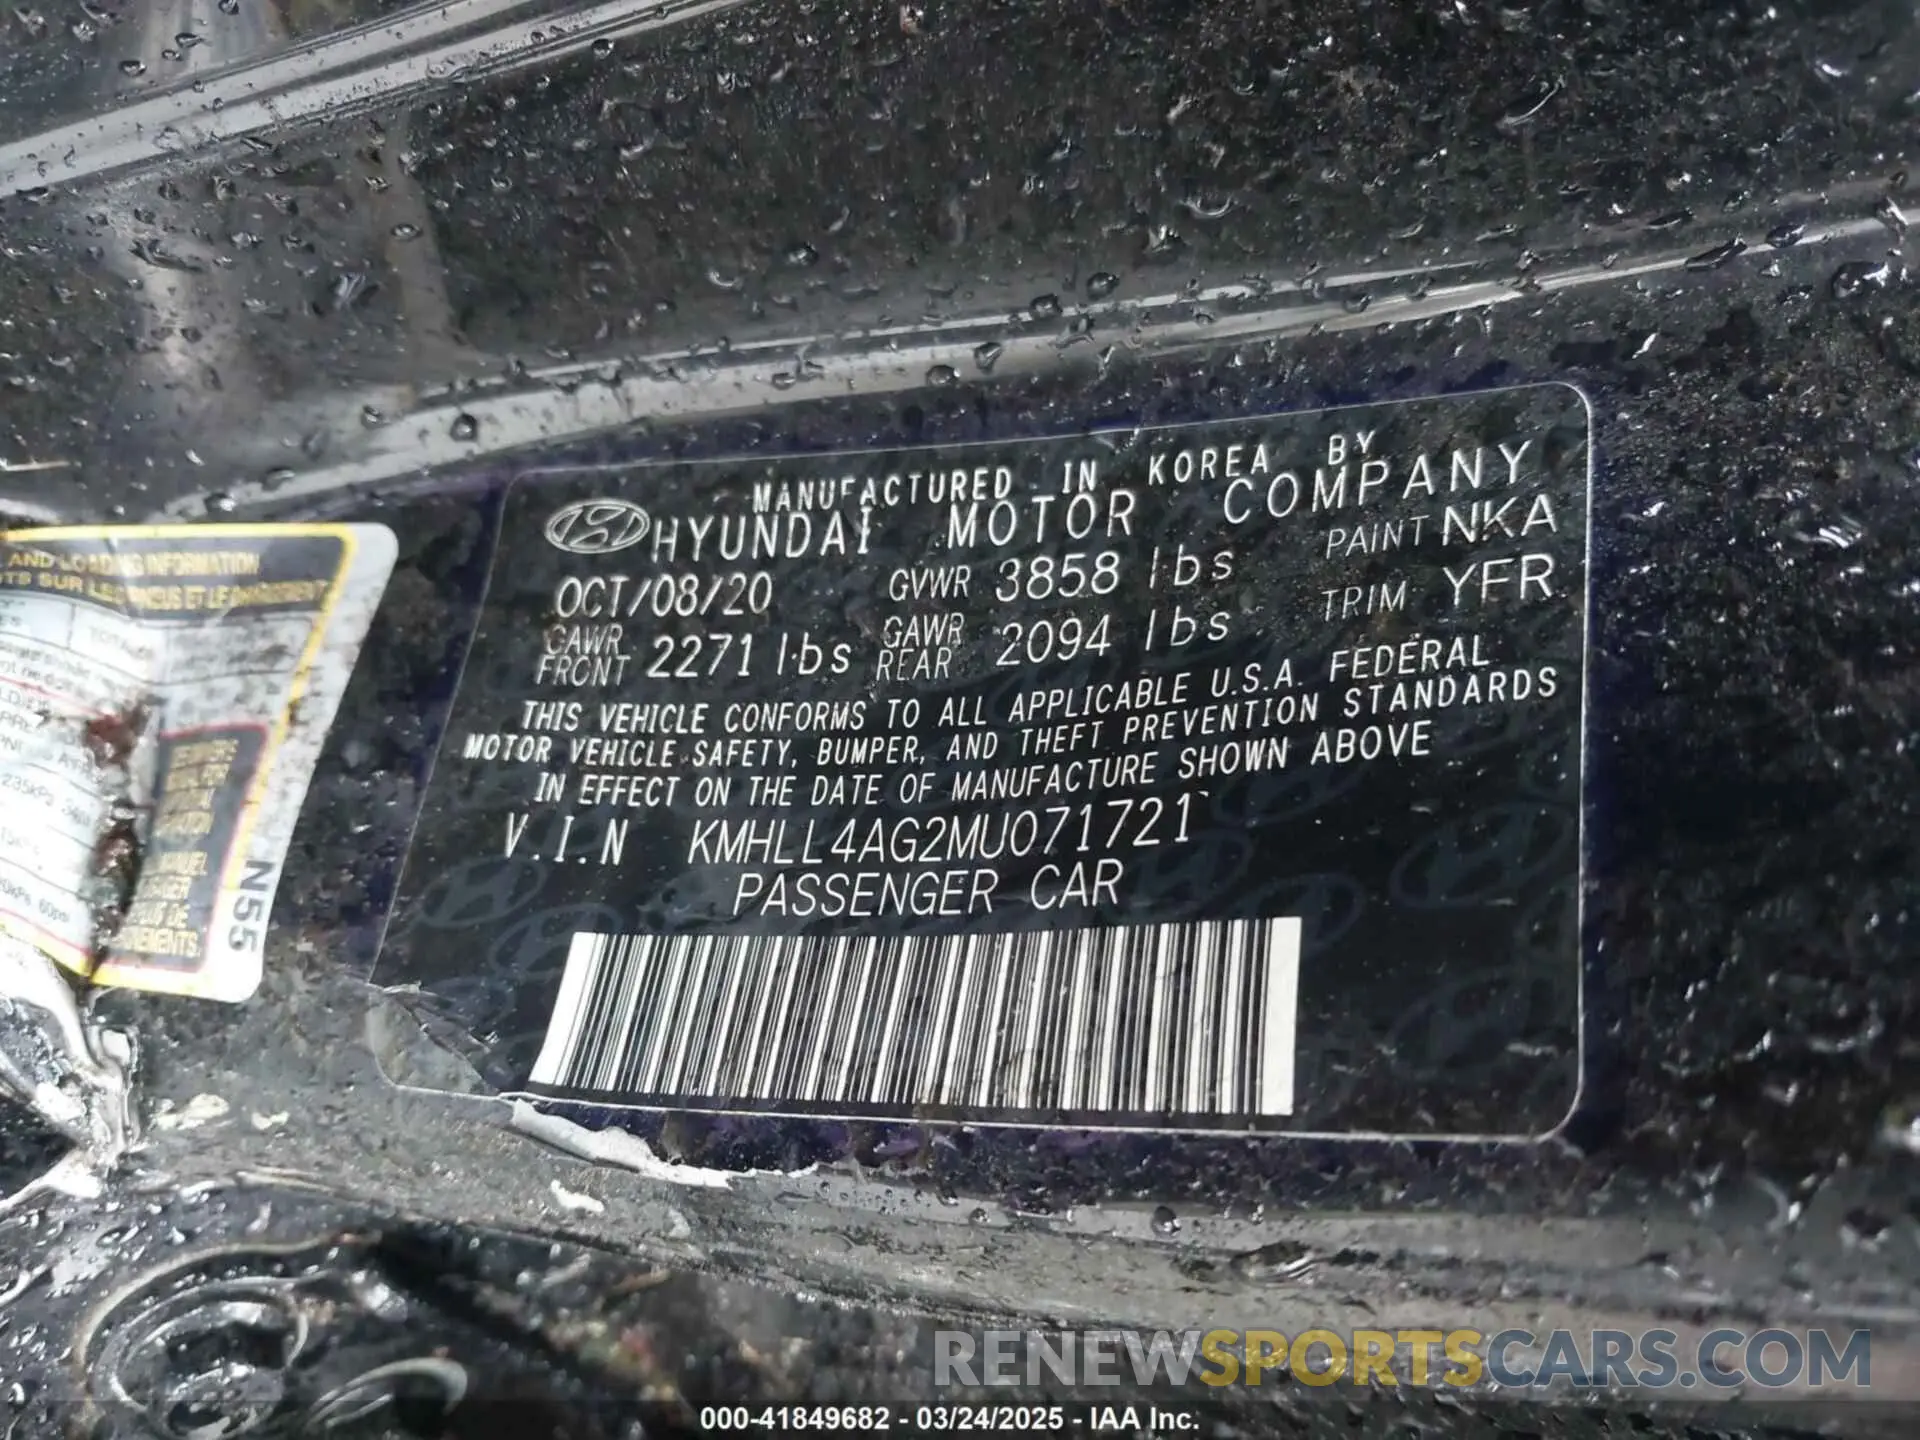 MANUFACTURED IN KOREA BY
HYUNDAI MOTOR COMPANY
OCT/08/20 GVWR 3858 lbs PAINT NKA
GAWR FRONT 2271 lbs GAWR REAR 2094 lbs TRIM YFR
THIS VEHICLE CONFORMS TO ALL APPLICABLE U.S.A. FEDERAL
MOTOR VEHICLE SAFETY, BUMPER, AND THEFT PREVENTION STANDARDS
IN EFFECT ON THE DATE OF MANUFACTURE SHOWN ABOVE
V.I.N KMHLL4AG2MU071721
PASSENGER CAR
AND LOADING INFORMATION
N55
RENEWSPORTSCARS.COM
000-41849682 - 03/24/2025 - IAA Inc.